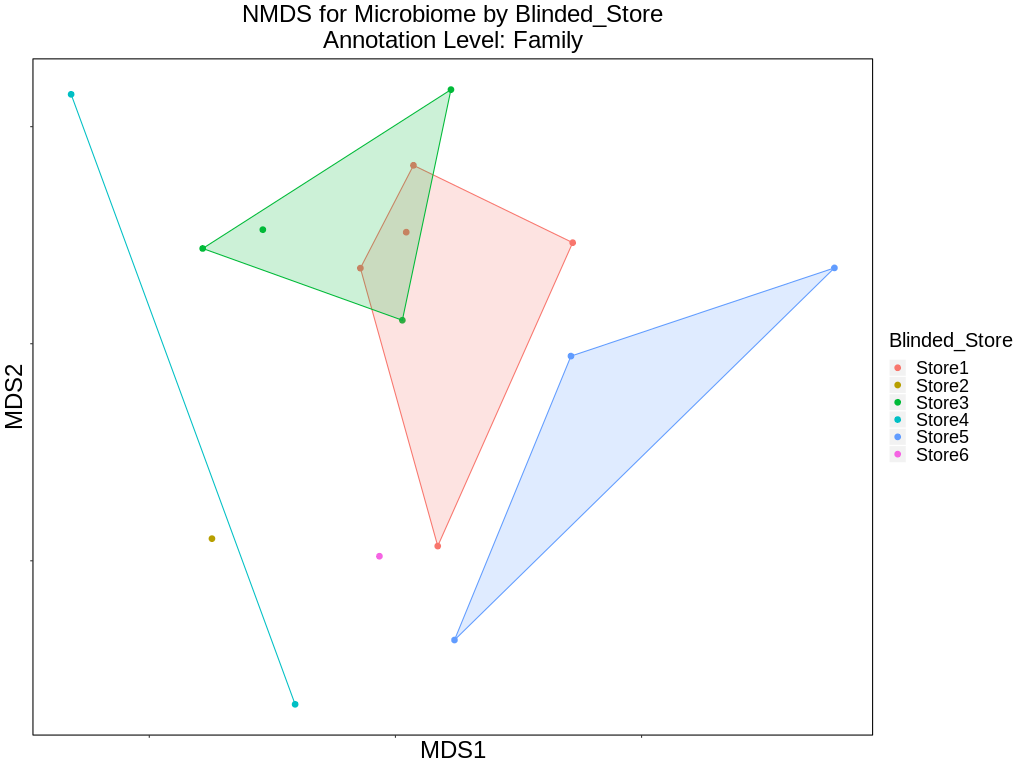 NMDS for Microbiome by Blinded_Store
Annotation Level: Family
MDS2
MDS1
Blinded_Store
Store1
Store2
Store3
Store4
Store5
Store6